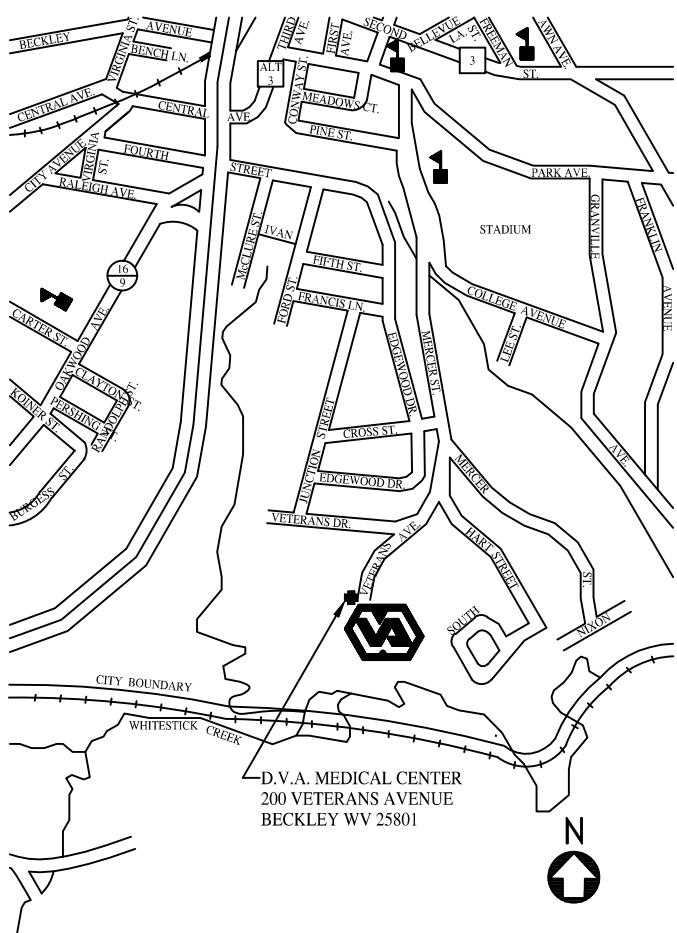 BECKLEY
AVENUE
VIRGINIA ST.
BENCH LN.
THIRD AVE.
FIRST AVE.
SECOND
BELLEVUE
LA. ST.
FREEMAN
AWN AVE.
ST.
3
ALT 3
CONWAY ST.
MEADOWS CT.
PINE ST.
CENTRAL AVE.
CENTRAL
AVE.
CITY AVENUE
VIRGINIA ST.
FOURTH
STREET
RALEIGH AVE.
PARK AVE.
GRANVILLE
FRANKLIN
AVENUE
STADIUM
McCLURE ST.
IVAN
FORD ST.
FIFTH ST.
FRANCIS LN.
16
9
OAKWOOD AVE.
CARTER ST.
CLAYTON ST.
PERSHING ST.
RANDOLPH ST.
KOINER ST.
BURGESS ST.
COLLEGE AVENUE
LEE ST.
AVE.
EDGEWOOD DR.
MERCER ST.
JUNCTION STREET
CROSS ST.
EDGEWOOD DR.
MERCER
ST.
VETERANS DR.
VETERANS AVE.
HART STREET
SOUTH
NIXON
VA
CITY BOUNDARY
WHITESTICK CREEK
D.V.A. MEDICAL CENTER
200 VETERANS AVENUE
BECKLEY WV 25801
N